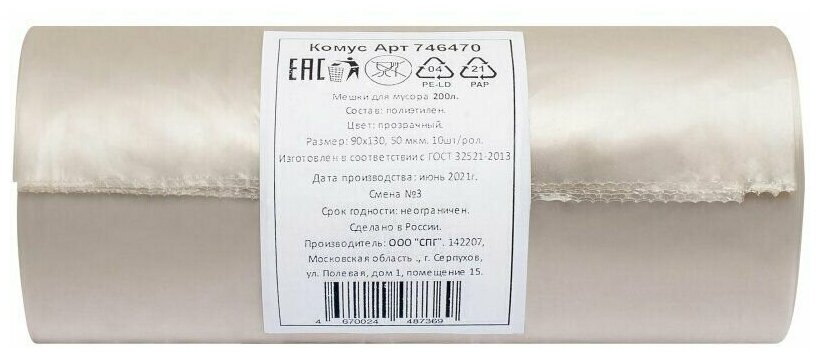 Комус Арт 746470
ЕАС
04
PE-LD
21
PAP
Мешки для мусора 200л.
Состав: полиэтилен.
Цвет: прозрачный.
Размер: 90х130, 50 мкм. 10шт/рол.
Изготовлен в соответствии с ГОСТ 32521-2013
Дата производства: июнь 2021г.
Смена №3
Срок годности: неограничен.
Сделано в России.
Производитель: ООО "СПГ". 142207,
Московская область ., г. Серпухов,
ул. Полевая, дом 1, помещение 15.
4 670024 487369